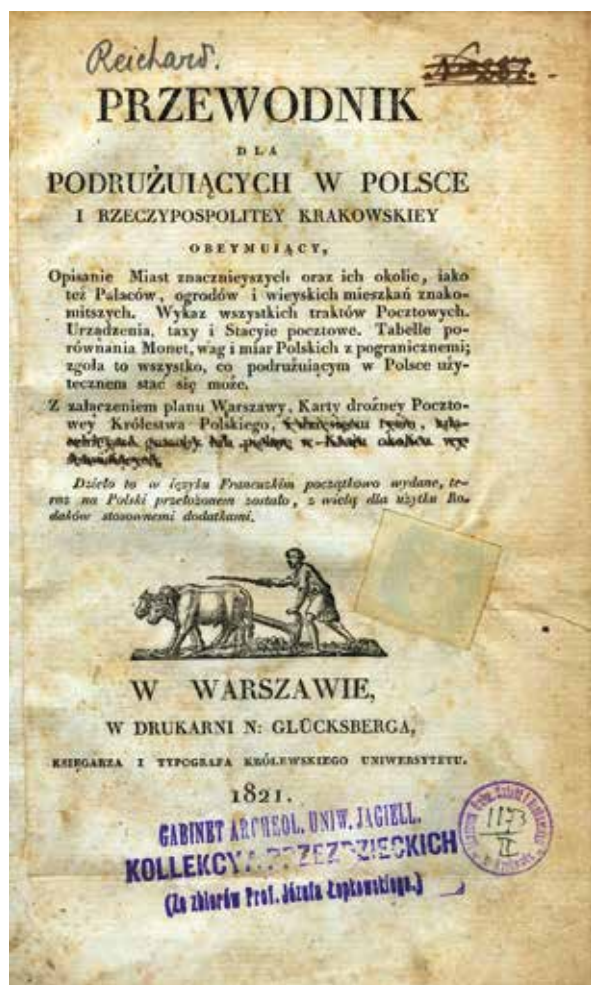 Reichard.
PRZEWODNIK
DLA
PODRUŻUIĄCYCH W POLSCE
I RZECZYPOSPOLITEY KRAKOWSKIEY
OBEYMUIĄCY,
Opisanie Miast znacznieyszych oraz ich okolic, iako
też Pałaców, ogrodów i wieyskich mieszkań znako-
mitszych. Wykaz wszystkich traktów Pocztowych.
Urządzenia, taxy i Stacyie pocztowe. Tabelle po-
równania Monet, wag i miar Polskich z pogranicznemi;
zgoła to wszystko, co podrużuiącym w Polsce uży-
tecznem stać się może.
Z załączeniem planu Warszawy, Karty drożney Poczto-
wey Królestwa Polskiego,
Dzieło to w ięzyku Francuzkim początkowo wydane, te-
raz na Polski przełożonem zostało, z wielą dla użytku Ro-
daków stosownemi dodatkami.
W WARSZAWIE,
W DRUKARNI N: GLÜCKSBERGA,
KSIĘGARZA I TYPOGRAFA KRÓLEWSKIEGO UNIWERSYTETU.
1821.
GABINET ARCHEOL. UNIW. JAGIELL.
KOLLEKCYA PRZEZDZIECKICH
(Ze zbiorów Prof. Józefa Łepkowskiego.)
1173
II